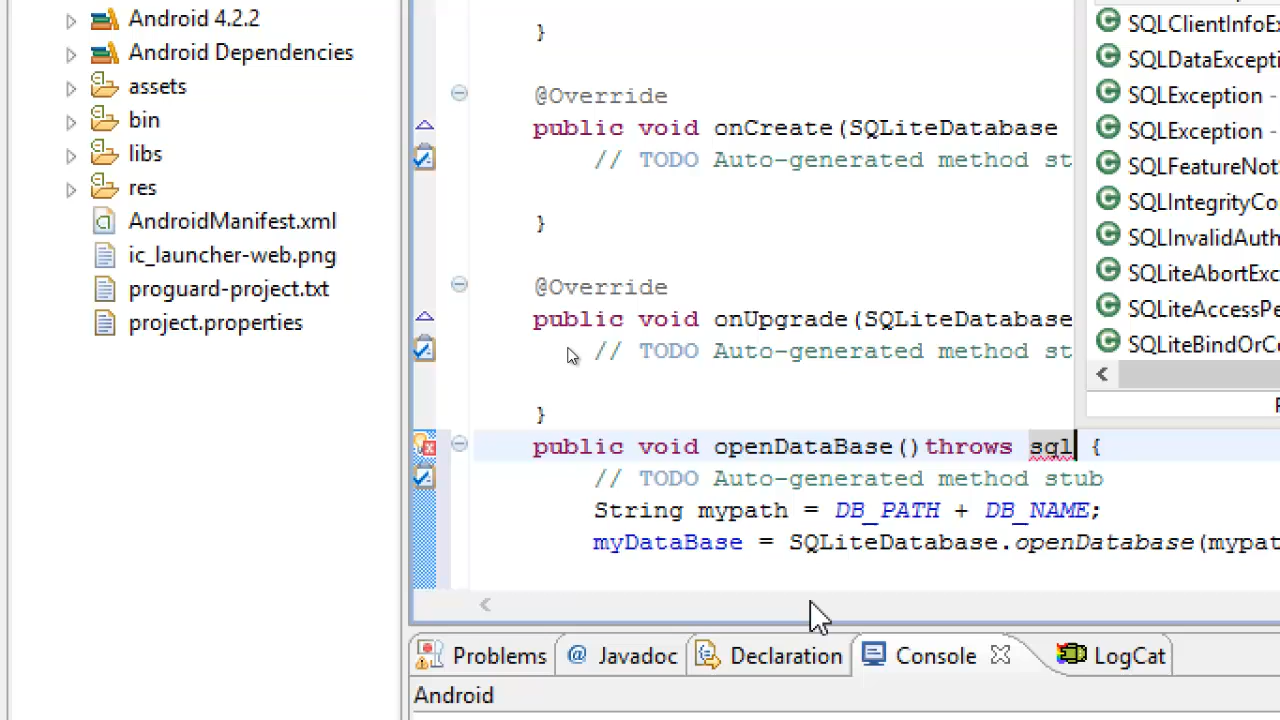 Android 4.2.2
Android Dependencies
assets
bin
libs
res
AndroidManifest.xml
ic_launcher-web.png
proguard-project.txt
project.properties
}
@Override
public void onCreate(SQLiteDatabase
// TODO Auto-generated method st
}
@Override
public void onUpgrade(SQLiteDatabase
// TODO Auto-generated method st
}
public void openDataBase()throws sql {
// TODO Auto-generated method stub
String mypath = DB_PATH + DB_NAME;
myDataBase = SQLiteDatabase.openDatabase(mypat
SQLClientInfoEx
SQLDataExcepti
SQLException -
SQLException -
SQLFeatureNot
SQLIntegrityCo
SQLInvalidAuth
SQLiteAbortExc
SQLiteAccessPe
SQLiteBindOrCo
Problems
@ Javadoc
Declaration
Console
LogCat
Android